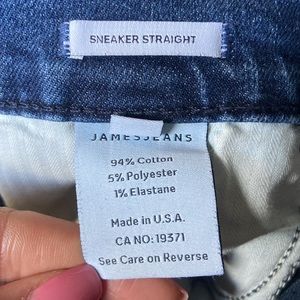 SNEAKER STRAIGHT
JAMESJEANS
94% Cotton
5% Polyester
1% Elastane
Made in U.S.A.
CA NO: 19371
See Care on Reverse